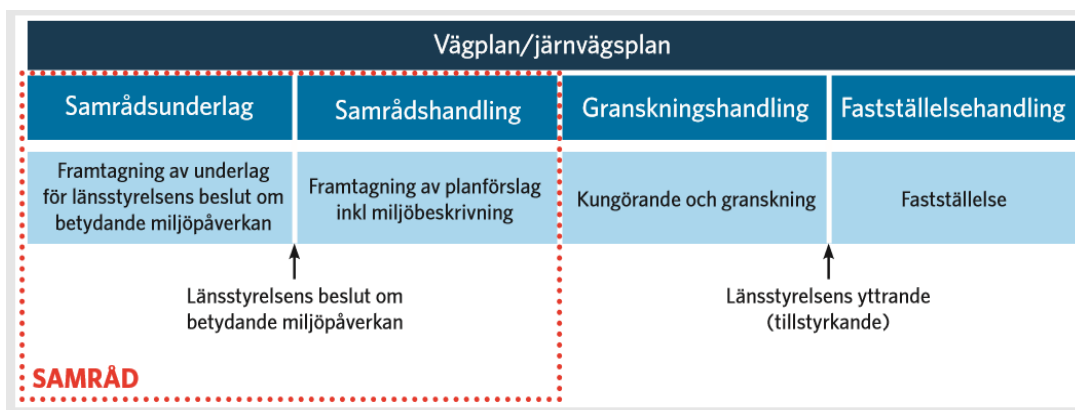 Vägplan/järnvägsplan
Samrådsunderlag
Samrådshandling
Granskningshandling
Fastställelsehandling
Framtagning av underlag
för länsstyrelsens beslut om
betydande miljöpåverkan
Framtagning av planförslag
inkl miljöbeskrivning
Kungörande och granskning
Fastställelse
Länsstyrelsens beslut om
betydande miljöpåverkan
Länsstyrelsens yttrande
(tillstyrkande)
SAMRÅD